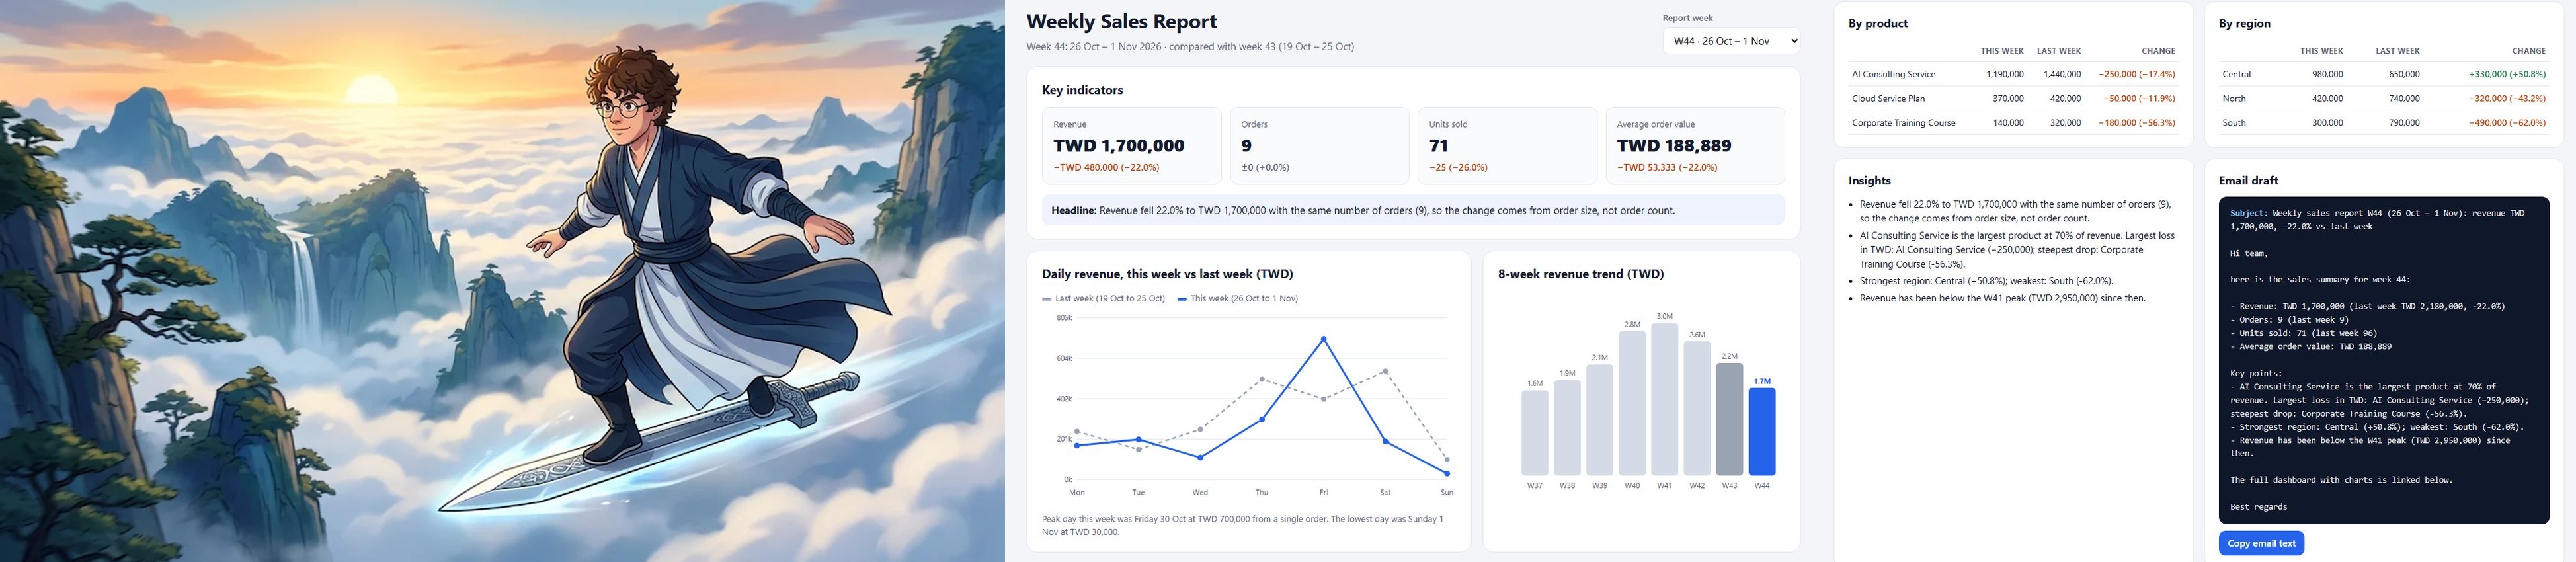 Weekly Sales Report
Week 44: 26 Oct – 1 Nov 2026 · compared with week 43 (19 Oct – 25 Oct)
Report week
W44 · 26 Oct – 1 Nov
Key indicators
Revenue
TWD 1,700,000
−TWD 480,000 (−22.0%)
Orders
9
±0 (+0.0%)
Units sold
71
−25 (−26.0%)
Average order value
TWD 188,889
−TWD 53,333 (−22.0%)
Headline: Revenue fell 22.0% to TWD 1,700,000 with the same number of orders (9), so the change comes from order size, not order count.
Daily revenue, this week vs last week (TWD)
Last week (19 Oct to 25 Oct) This week (26 Oct to 1 Nov)
805k
604k
402k
201k
0k
Mon Tue Wed Thu Fri Sat Sun
Peak day this week was Friday 30 Oct at TWD 700,000 from a single order. The lowest day was Sunday 1
Nov at TWD 30,000.
8-week revenue trend (TWD)
1.6M 1.9M 2.1M 2.8M 3.0M 2.6M 2.2M 1.7M
W37 W38 W39 W40 W41 W42 W43 W44
By product
THIS WEEK LAST WEEK CHANGE
AI Consulting Service 1,190,000 1,440,000 −250,000 (−17.4%)
Cloud Service Plan 370,000 420,000 −50,000 (−11.9%)
Corporate Training Course 140,000 320,000 −180,000 (−56.3%)
By region
THIS WEEK LAST WEEK CHANGE
Central 980,000 650,000 +330,000 (+50.8%)
North 420,000 740,000 −320,000 (−43.2%)
South 300,000 790,000 −490,000 (−62.0%)
Insights
• Revenue fell 22.0% to TWD 1,700,000 with the same number of orders (9),
so the change comes from order size, not order count.
• AI Consulting Service is the largest product at 70% of revenue. Largest loss
in TWD: AI Consulting Service (−250,000); steepest drop: Corporate
Training Course (-56.3%).
• Strongest region: Central (+50.8%); weakest: South (-62.0%).
• Revenue has been below the W41 peak (TWD 2,950,000) since then.
Email draft
Subject: Weekly sales report W44 (26 Oct – 1 Nov): revenue TWD
1,700,000, −22.0% vs last week
Hi team,
here is the sales summary for week 44:
- Revenue: TWD 1,700,000 (last week TWD 2,180,000, −22.0%)
- Orders: 9 (last week 9)
- Units sold: 71 (last week 96)
- Average order value: TWD 188,889
Key points:
- AI Consulting Service is the largest product at 70% of
revenue. Largest loss in TWD: AI Consulting Service (−250,000);
steepest drop: Corporate Training Course (-56.3%).
- Strongest region: Central (+50.8%); weakest: South (-62.0%).
- Revenue has been below the W41 peak (TWD 2,950,000) since
then.
The full dashboard with charts is linked below.
Best regards
Copy email text